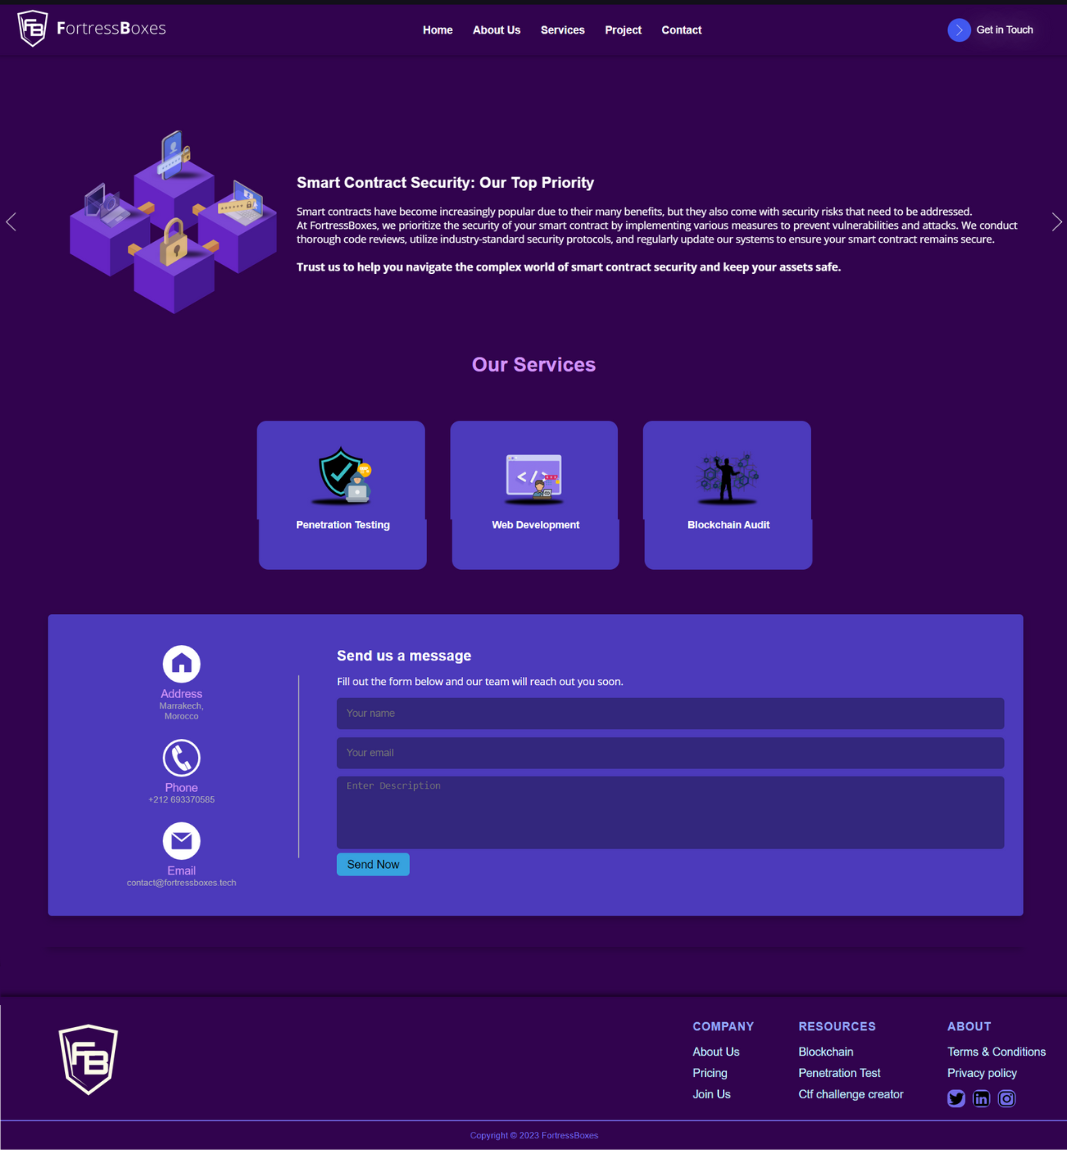 FB FortressBoxes
Home About Us Services Project Contact
Get in Touch
Smart Contract Security: Our Top Priority
Smart contracts have become increasingly popular due to their many benefits, but they also come with security risks that need to be addressed.
At FortressBoxes, we prioritize the security of your smart contract by implementing various measures to prevent vulnerabilities and attacks. We conduct
thorough code reviews, utilize industry-standard security protocols, and regularly update our systems to ensure your smart contract remains secure.
Trust us to help you navigate the complex world of smart contract security and keep your assets safe.
Our Services
</>
Penetration Testing
Web Development
Blockchain Audit
Address
Marrakech,
Morocco
Phone
+212 693370585
Email
contact@fortressboxes.tech
Send us a message
Fill out the form below and our team will reach out you soon.
Your name
Your email
Enter Description
Send Now
FB
COMPANY
About Us
Pricing
Join Us
RESOURCES
Blockchain
Penetration Test
Ctf challenge creator
ABOUT
Terms & Conditions
Privacy policy
in
Copyright © 2023 FortressBoxes